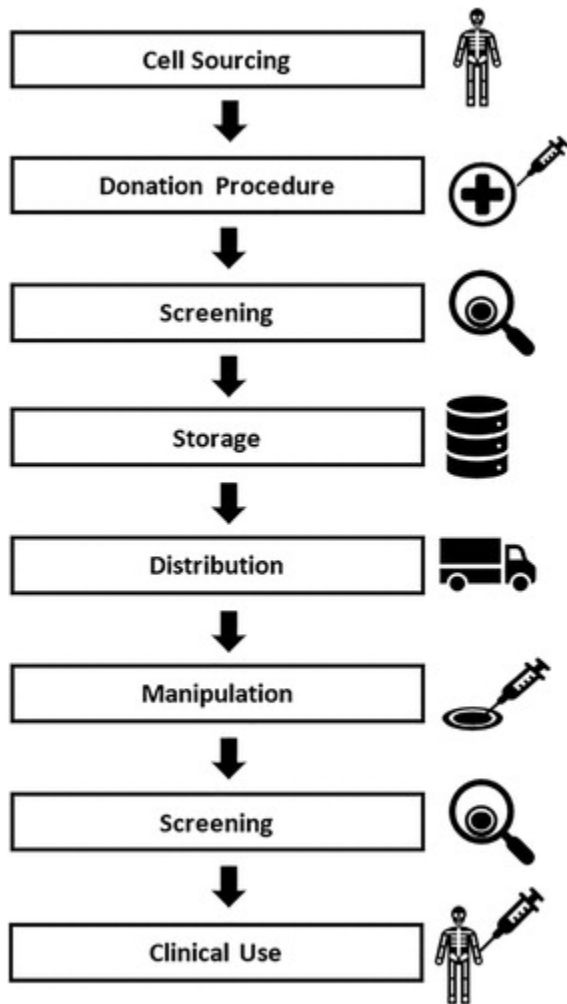 Cell Sourcing
Donation Procedure
Screening
Storage
Distribution
Manipulation
Screening
Clinical Use